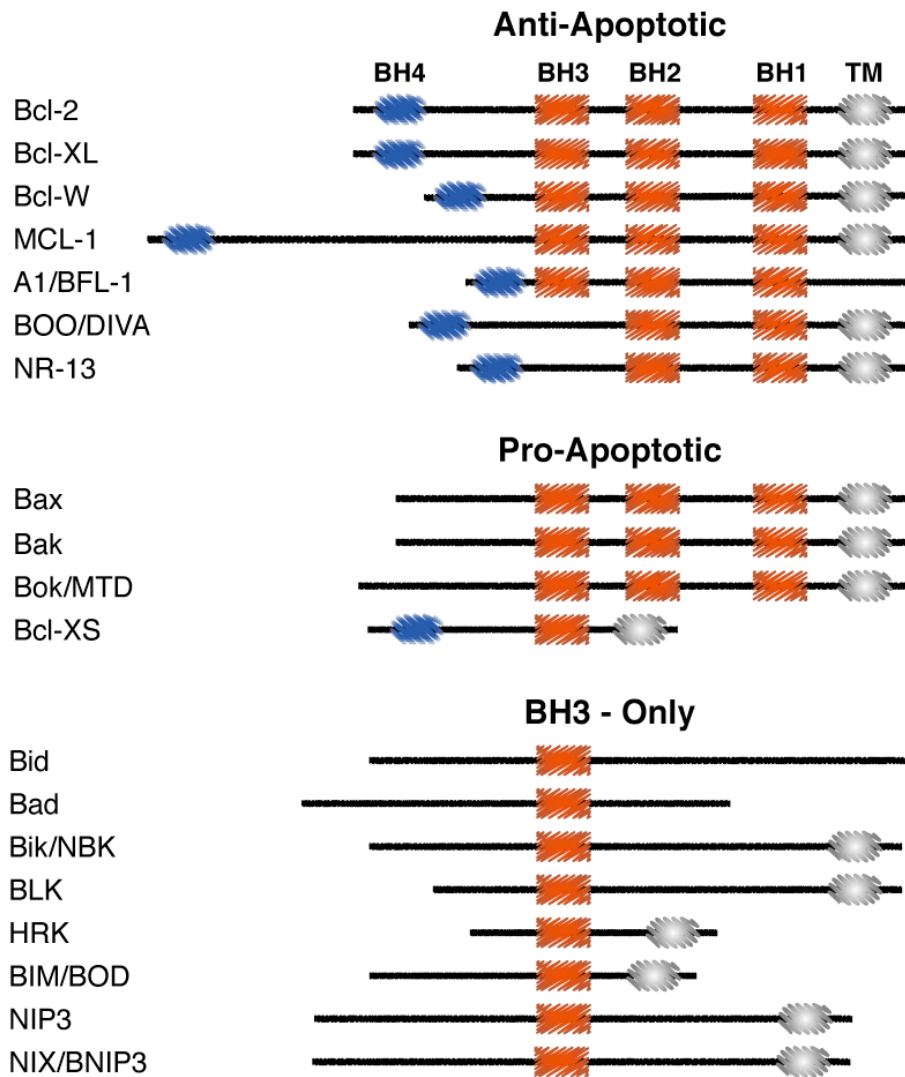 Anti-Apoptotic
BH4 BH3 BH2 BH1 TM
Bcl-2
Bcl-XL
Bcl-W
MCL-1
A1/BFL-1
BOO/DIVA
NR-13
Pro-Apoptotic
Bax
Bak
Bok/MTD
Bcl-XS
BH3 - Only
Bid
Bad
Bik/NBK
BLK
HRK
BIM/BOD
NIP3
NIX/BNIP3